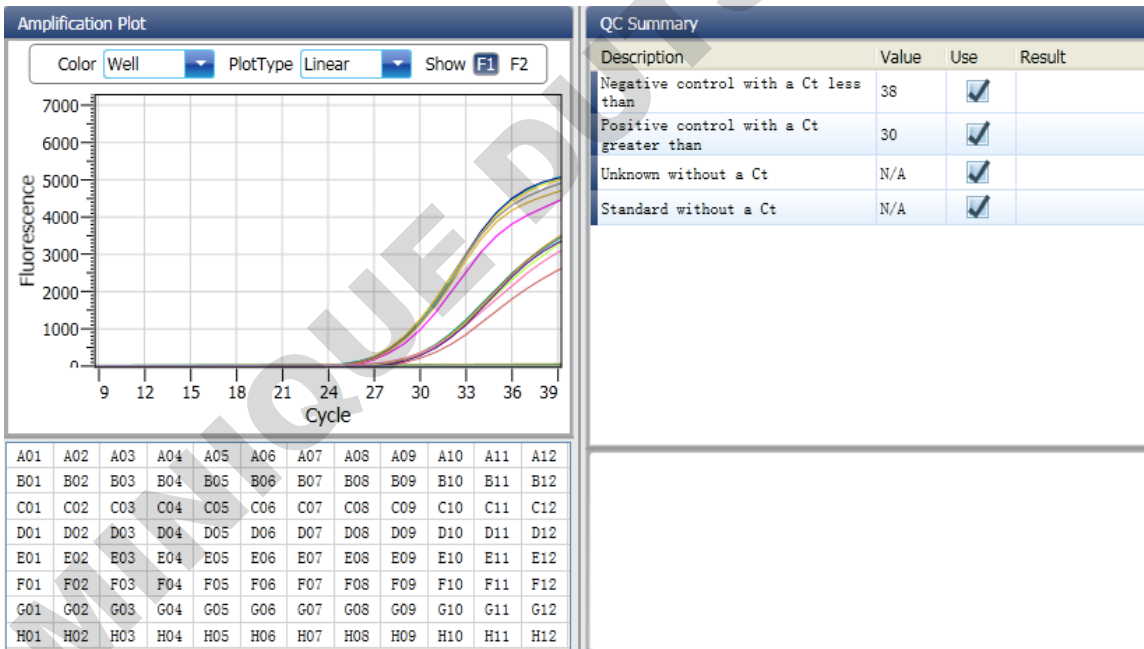 Amplification Plot
Color Well PlotType Linear Show F1 F2
7000
6000
5000
4000
3000
2000
1000
0
Fluorescence
9 12 15 18 21 24 27 30 33 36 39
Cycle
A01 A02 A03 A04 A05 A06 A07 A08 A09 A10 A11 A12
B01 B02 B03 B04 B05 B06 B07 B08 B09 B10 B11 B12
C01 C02 C03 C04 C05 C06 C07 C08 C09 C10 C11 C12
D01 D02 D03 D04 D05 D06 D07 D08 D09 D10 D11 D12
E01 E02 E03 E04 E05 E06 E07 E08 E09 E10 E11 E12
F01 F02 F03 F04 F05 F06 F07 F08 F09 F10 F11 F12
G01 G02 G03 G04 G05 G06 G07 G08 G09 G10 G11 G12
H01 H02 H03 H04 H05 H06 H07 H08 H09 H10 H11 H12
QC Summary
Description Value Use Result
Negative control with a Ct less
than 38
Positive control with a Ct
greater than 30
Unknown without a Ct N/A
Standard without a Ct N/A
MINIQUE DUT